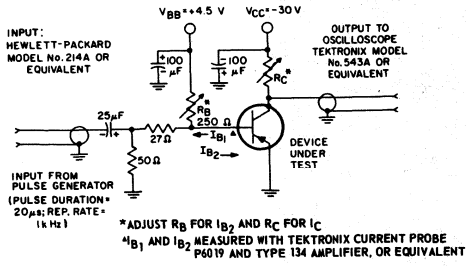 VBB=+4.5 V
VCC=-30V
INPUT:
HEWLETT-PACKARD
MODEL No. 214A OR
EQUIVALENT
OUTPUT TO
OSCILLOSCOPE
TEKTRONIX MODEL
No. 543A OR
EQUIVALENT
100
μF
100
μF
RC*
RB*
25μF
250 Ω
27Ω
IB1
IB2
50Ω
DEVICE
UNDER
TEST
INPUT FROM
PULSE GENERATOR
(PULSE DURATION=
20μs; REP. RATE=
1kHz)
*ADJUST RB FOR IB2 AND RC FOR IC
▵IB1 AND IB2 MEASURED WITH TEKTRONIX CURRENT PROBE
P6019 AND TYPE 134 AMPLIFIER, OR EQUIVALENT